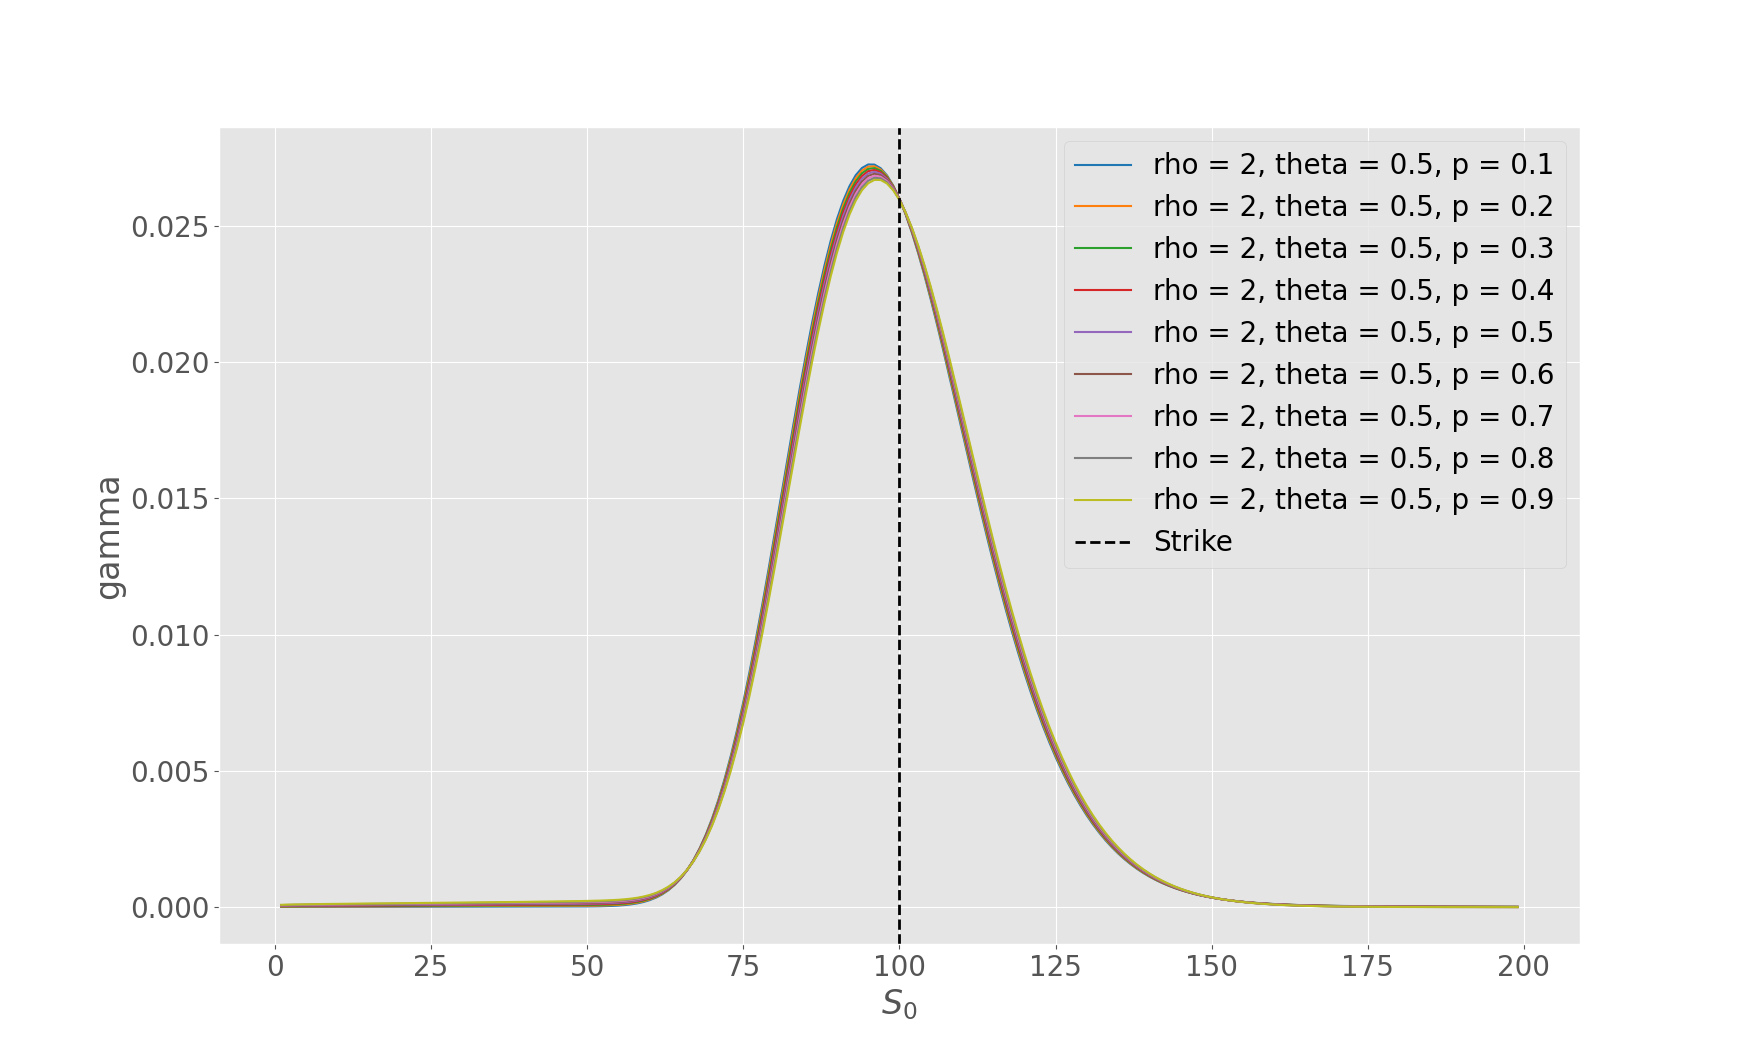 rho = 2, theta = 0.5, p = 0.1
rho = 2, theta = 0.5, p = 0.2
rho = 2, theta = 0.5, p = 0.3
rho = 2, theta = 0.5, p = 0.4
rho = 2, theta = 0.5, p = 0.5
rho = 2, theta = 0.5, p = 0.6
rho = 2, theta = 0.5, p = 0.7
rho = 2, theta = 0.5, p = 0.8
rho = 2, theta = 0.5, p = 0.9
Strike
0.025
0.020
0.015
0.010
0.005
0.000
gamma
0 25 50 75 100 125 150 175 200
S₀